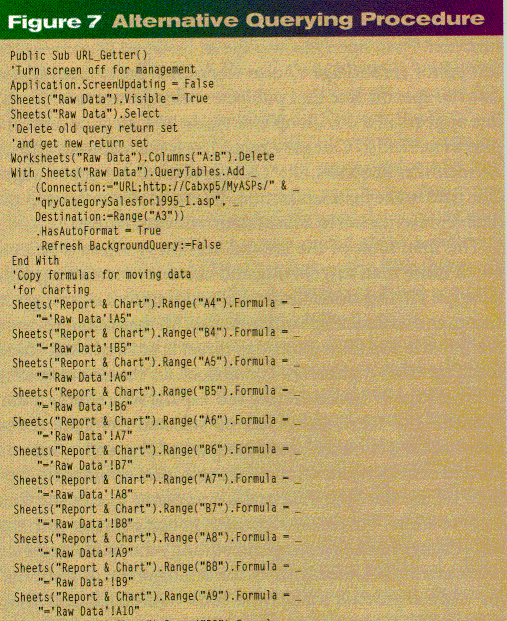 Figure 7 Alternative Querying Procedure
Public Sub URL_Getter()
'Turn screen off for management
Application.ScreenUpdating = False
Sheets("Raw Data").Visible = True
Sheets("Raw Data").Select
'Delete old query return set
'and get new return set
Worksheets("Raw Data").Columns("A:B").Delete
With Sheets("Raw Data").QueryTables.Add _
(Connection:="URL;http://Cabxp5/MyASPs/" & _
"qryCategorySalesfor1995_1.asp", _
Destination:=Range("A3"))
.HasAutoFormat = True
.Refresh BackgroundQuery:=False
End With
'Copy formulas for moving data
'for charting
Sheets("Report & Chart").Range("A4").Formula = _
"='Raw Data'!A5"
Sheets("Report & Chart").Range("B4").Formula = _
"='Raw Data'!B5"
Sheets("Report & Chart").Range("A5").Formula = _
"='Raw Data'!A6"
Sheets("Report & Chart").Range("B5").Formula = _
"='Raw Data'!B6"
Sheets("Report & Chart").Range("A6").Formula = _
"='Raw Data'!A7"
Sheets("Report & Chart").Range("B6").Formula = _
"='Raw Data'!B7"
Sheets("Report & Chart").Range("A7").Formula = _
"='Raw Data'!A8"
Sheets("Report & Chart").Range("B7").Formula = _
"='Raw Data'!B8"
Sheets("Report & Chart").Range("A8").Formula = _
"='Raw Data'!A9"
Sheets("Report & Chart").Range("B8").Formula = _
"='Raw Data'!B9"
Sheets("Report & Chart").Range("A9").Formula = _
"='Raw Data'!A10"